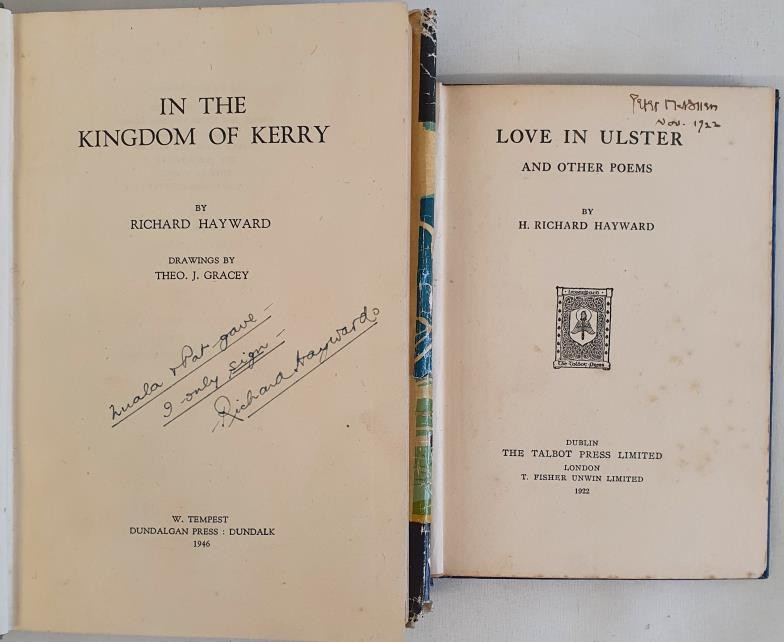 IN THE
KINGDOM OF KERRY
BY
RICHARD HAYWARD
DRAWINGS BY
THEO. J. GRACEY
Nuala & Pat gave –
I only sign –
Richard Hayward.
W. TEMPEST
DUNDALGAN PRESS : DUNDALK
1946
Nov. 1922
LOVE IN ULSTER
AND OTHER POEMS
BY
H. RICHARD HAYWARD
The Talbot Press
DUBLIN
THE TALBOT PRESS LIMITED
LONDON
T. FISHER UNWIN LIMITED
1922